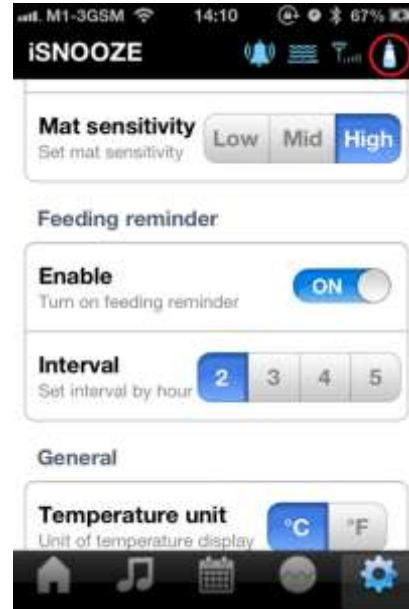 M1-3GSM 14:10 67%
iSNOOZE
Mat sensitivity
Set mat sensitivity
Low Mid High
Feeding reminder
Enable
Turn on feeding reminder
ON
Interval
Set interval by hour
2 3 4 5
General
Temperature unit
Unit of temperature display
°C °F